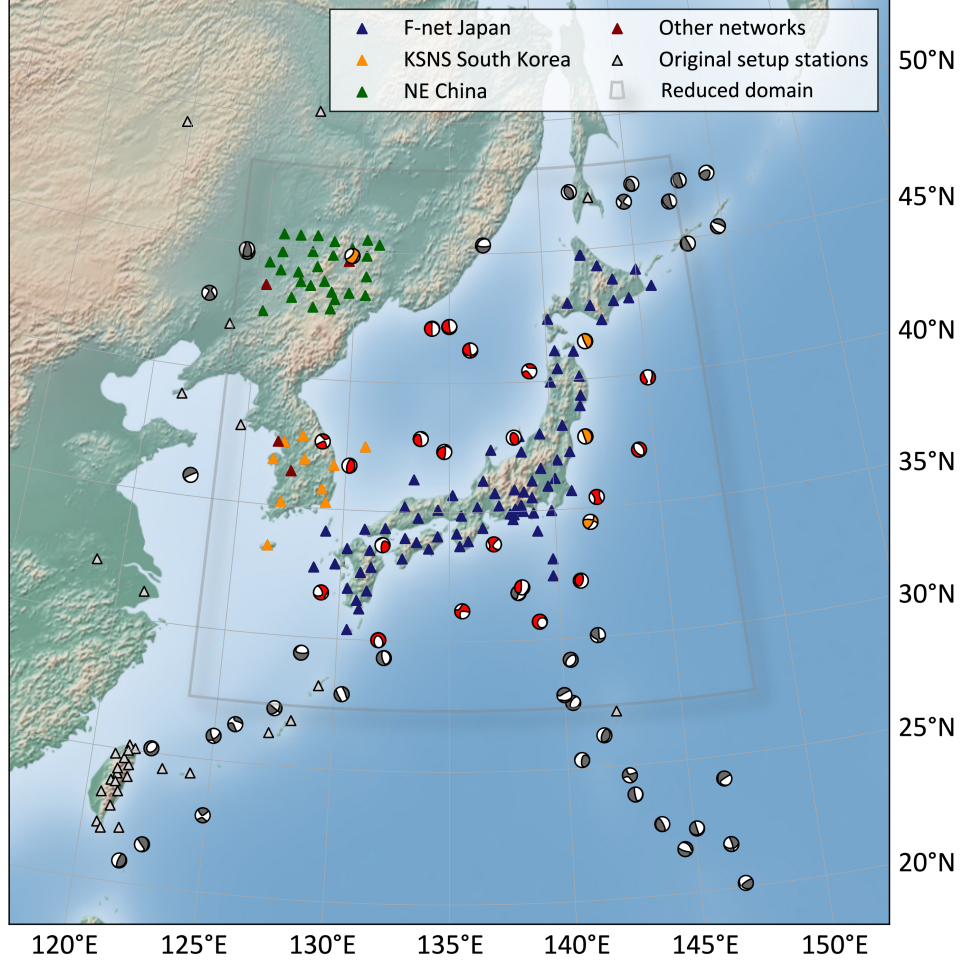 F-net Japan
KSNS South Korea
NE China
Other networks
Original setup stations
Reduced domain
50°N
45°N
40°N
35°N
30°N
25°N
20°N
120°E 125°E 130°E 135°E 140°E 145°E 150°E